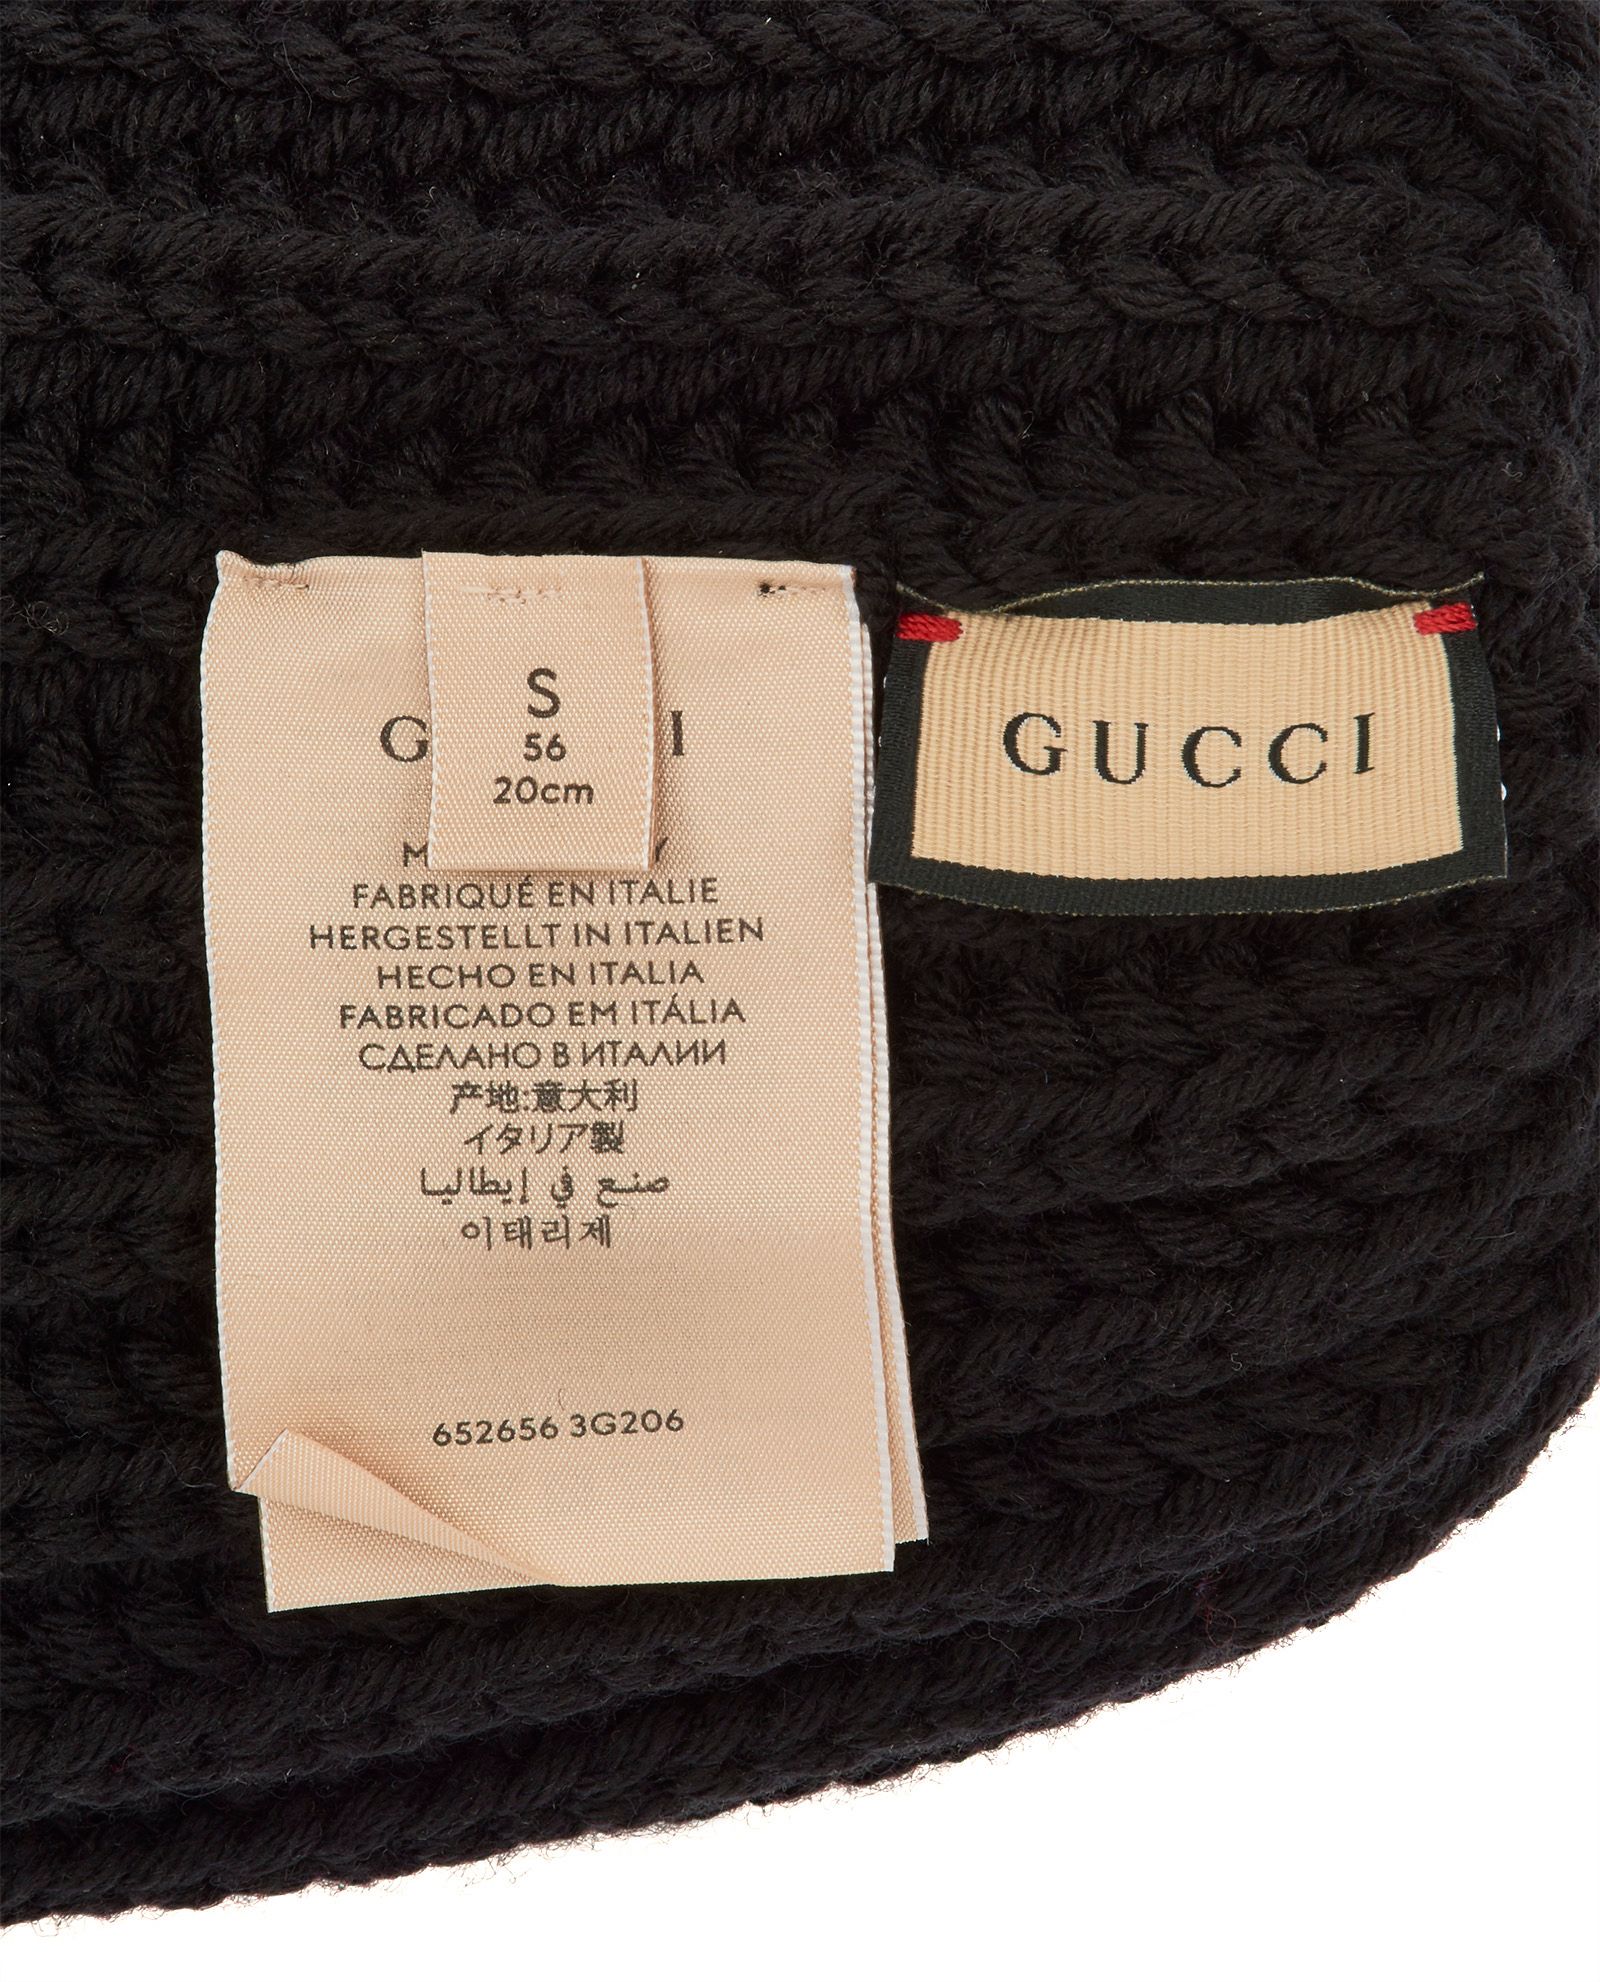 S
56
20cm
GUCCI
FABRIQUÉ EN ITALIE
HERGESTELLT IN ITALIEN
HECHO EN ITALIA
FABRICADO EM ITÁLIA
СДЕЛАНО В ИТАЛИИ
产地:意大利
イタリア製
صنع في إيطاليا
이태리제
652656 3G206